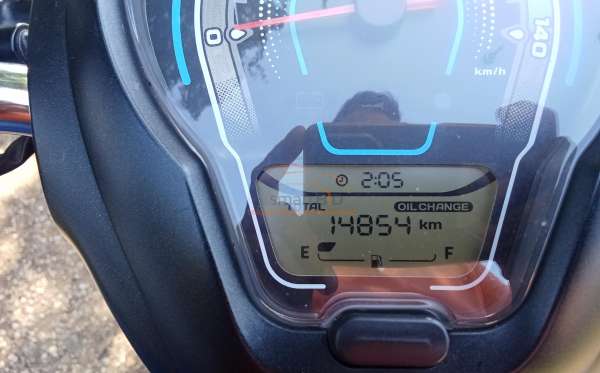 0
140
km/h
2:05
TOTAL OIL CHANGE
14854 km
E F